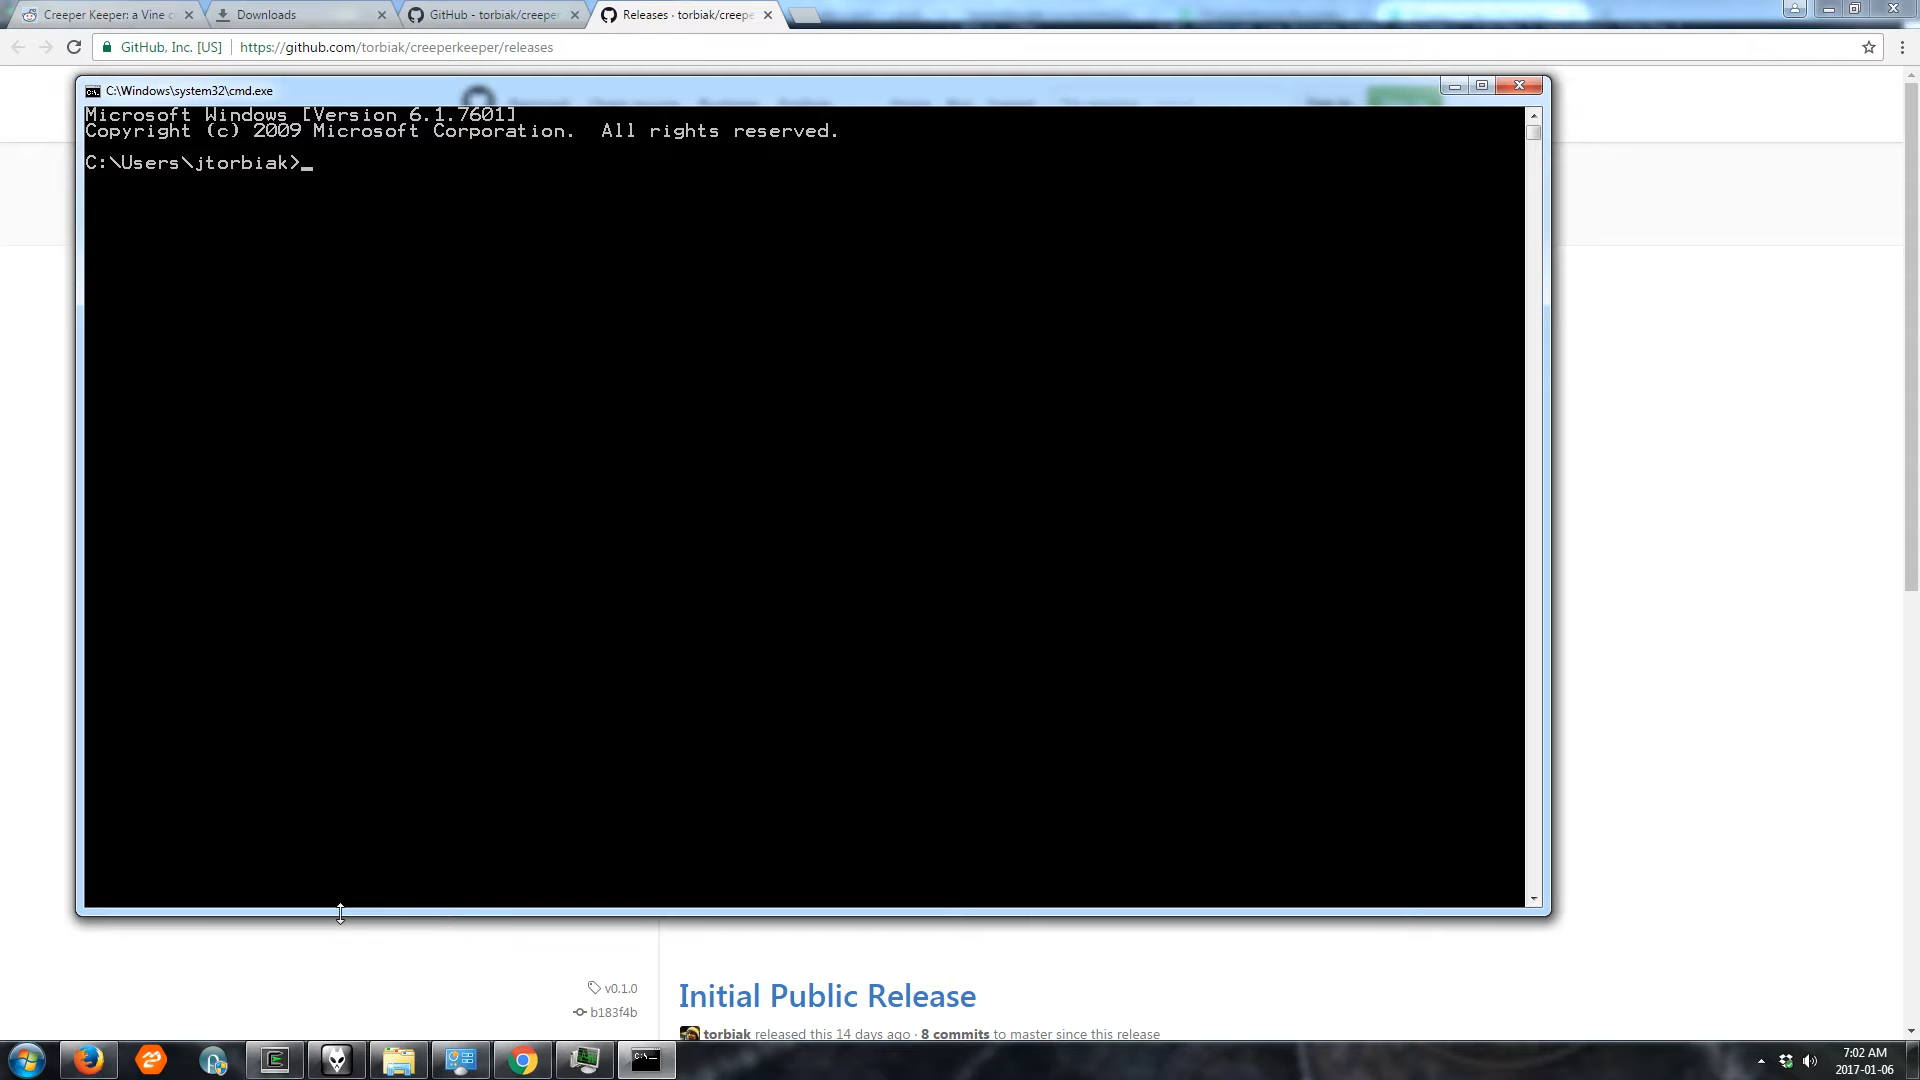 Creeper Keeper: a Vine c
Downloads
GitHub - torbiak/creeper
Releases · torbiak/creepe
GitHub, Inc. [US]
https://github.com/torbiak/creeperkeeper/releases
C:\Windows\system32\cmd.exe
Microsoft Windows [Version 6.1.7601]
Copyright (c) 2009 Microsoft Corporation.  All rights reserved.
C:\Users\jtorbiak>_
v0.1.0
Initial Public Release
b183f4b
torbiak released this 14 days ago · 8 commits to master since this release
7:02 AM
2017-01-06